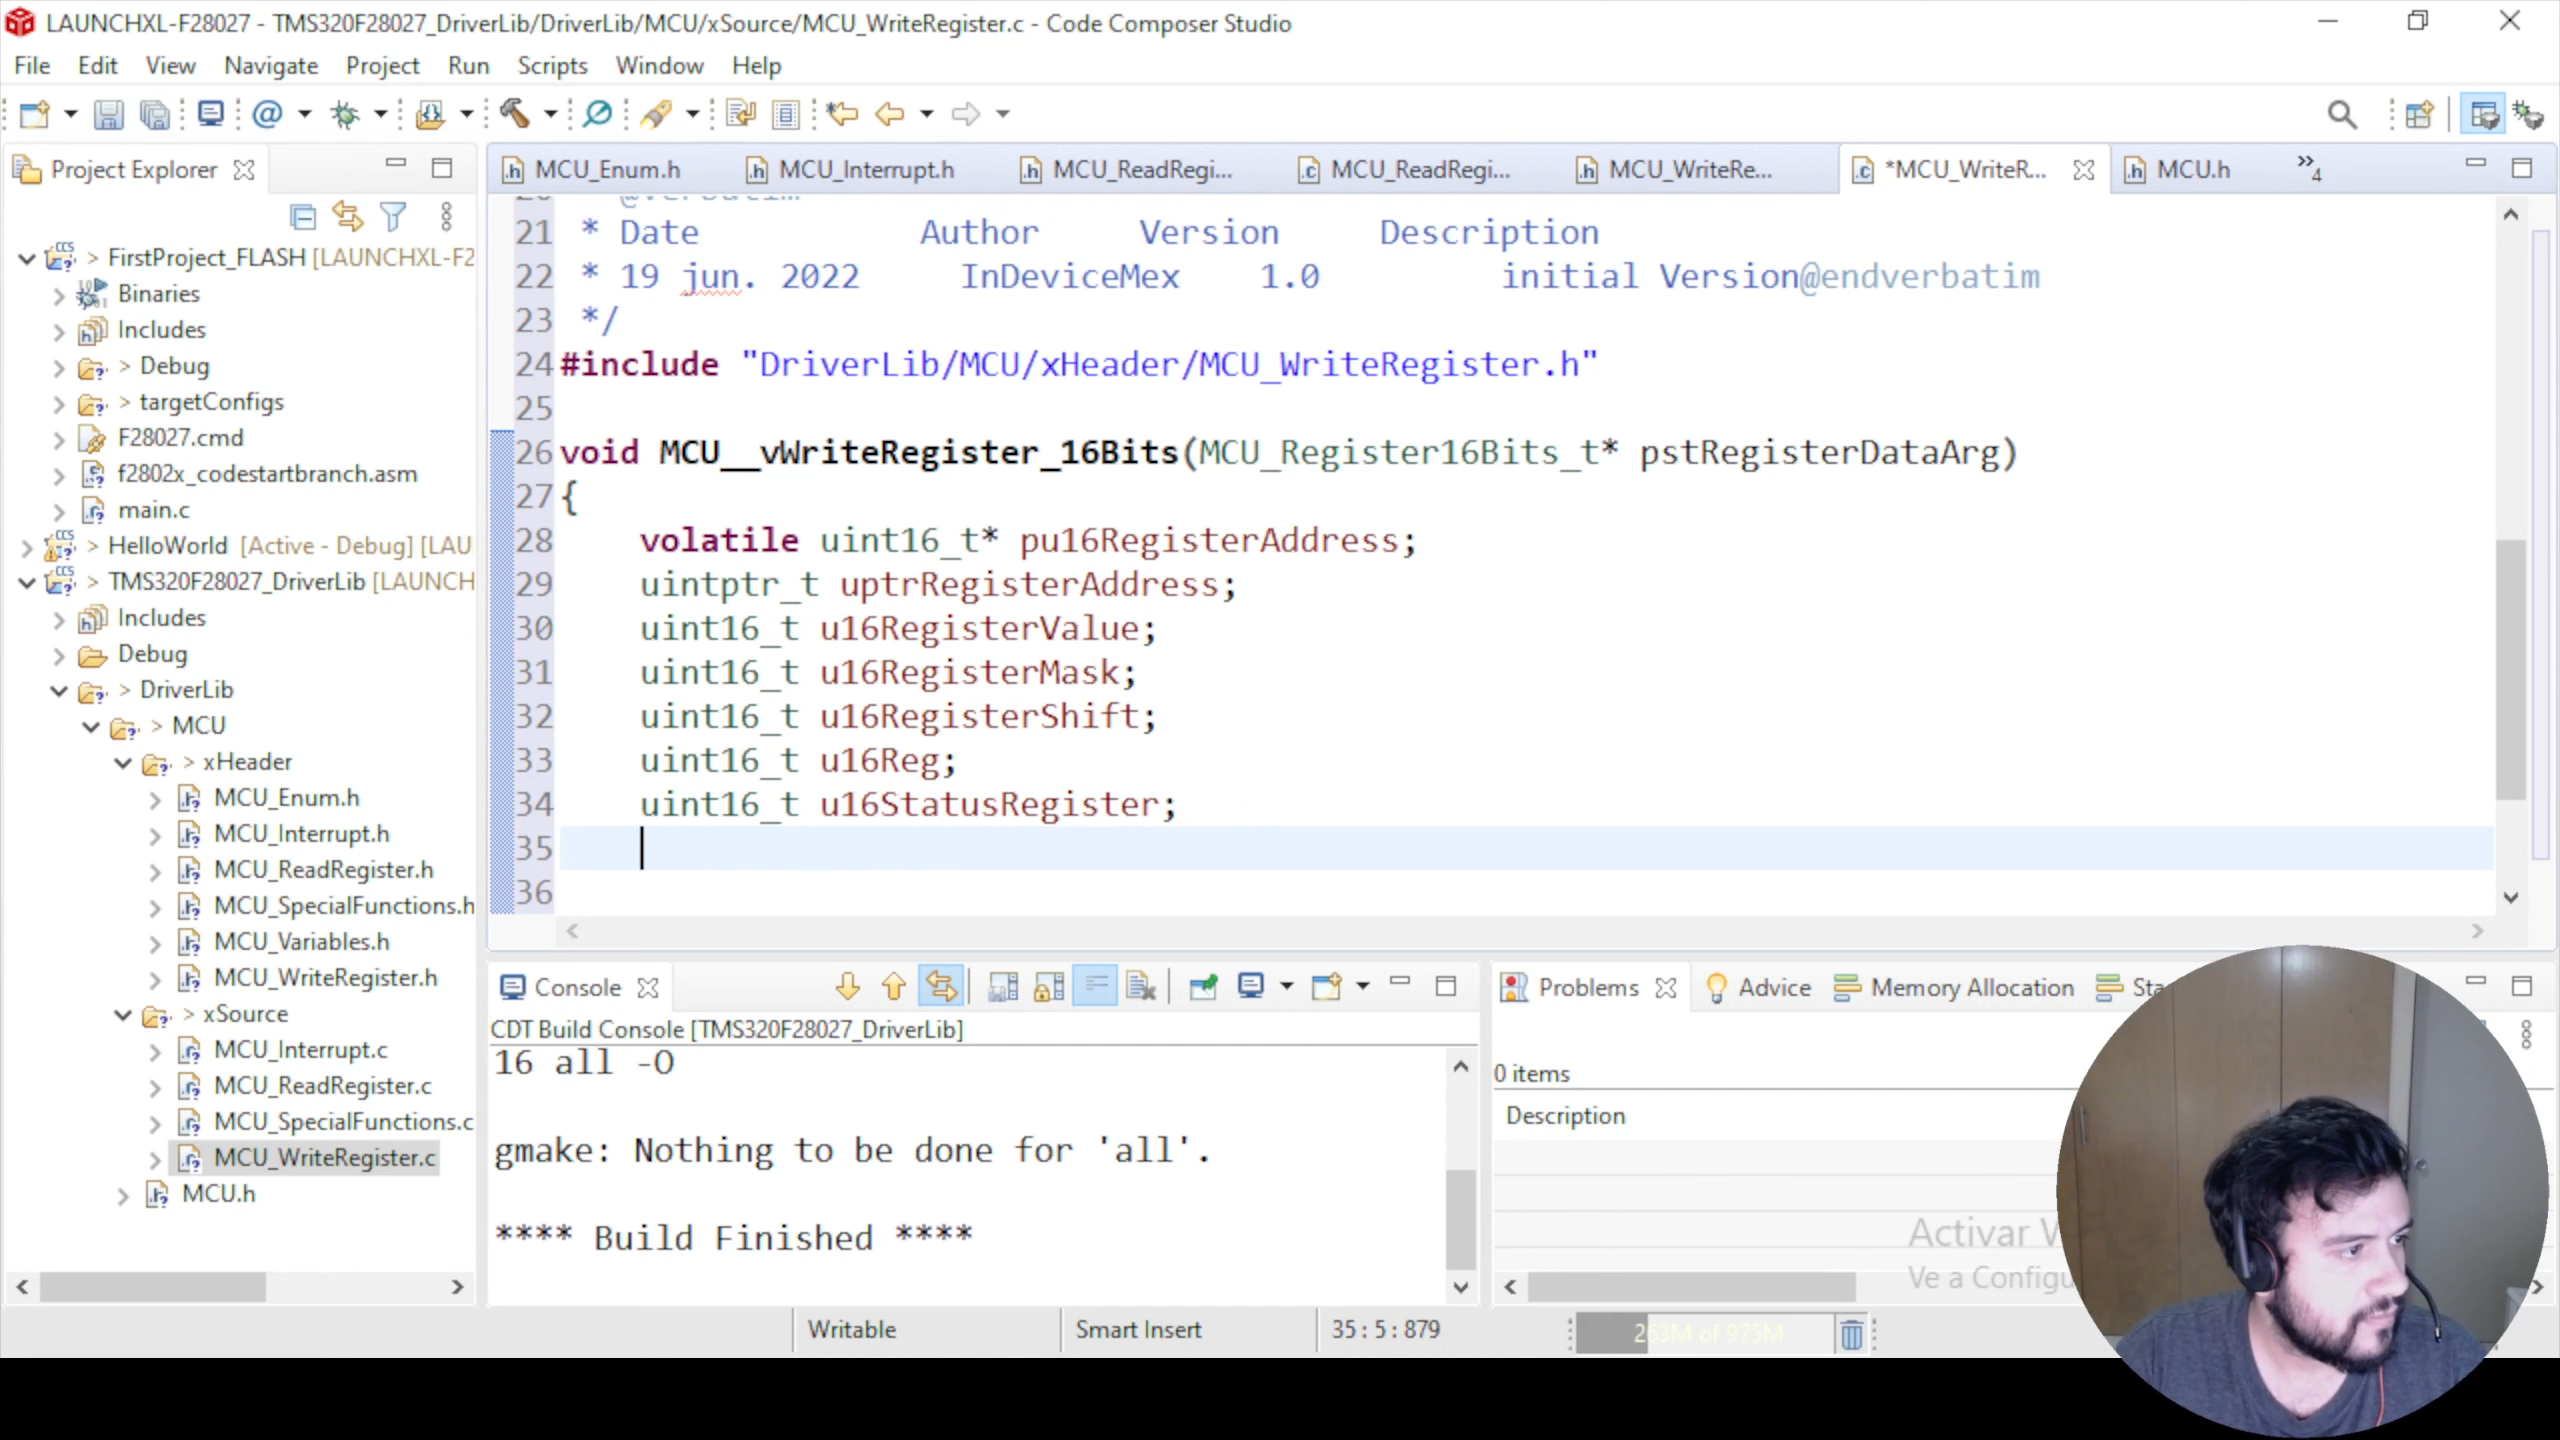 LAUNCHXL-F28027 - TMS320F28027_DriverLib/DriverLib/MCU/xSource/MCU_WriteRegister.c - Code Composer Studio
File Edit View Navigate Project Run Scripts Window Help
Project Explorer
> FirstProject_FLASH [LAUNCHXL-F2
Binaries
Includes
> Debug
> targetConfigs
F28027.cmd
f2802x_codestartbranch.asm
main.c
> HelloWorld [Active - Debug] [LAU
> TMS320F28027_DriverLib [LAUNCH
Includes
Debug
> DriverLib
> MCU
> xHeader
MCU_Enum.h
MCU_Interrupt.h
MCU_ReadRegister.h
MCU_SpecialFunctions.h
MCU_Variables.h
MCU_WriteRegister.h
> xSource
MCU_Interrupt.c
MCU_ReadRegister.c
MCU_SpecialFunctions.c
MCU_WriteRegister.c
MCU.h
MCU_Enum.h MCU_Interrupt.h MCU_ReadRegi... MCU_ReadRegi... MCU_WriteRe... *MCU_WriteR... MCU.h »4
21 * Date Author Version Description
22 * 19 jun. 2022 InDeviceMex 1.0 initial Version@endverbatim
23 */
24 #include "DriverLib/MCU/xHeader/MCU_WriteRegister.h"
25
26 void MCU__vWriteRegister_16Bits(MCU_Register16Bits_t* pstRegisterDataArg)
27 {
28 volatile uint16_t* pu16RegisterAddress;
29 uintptr_t uptrRegisterAddress;
30 uint16_t u16RegisterValue;
31 uint16_t u16RegisterMask;
32 uint16_t u16RegisterShift;
33 uint16_t u16Reg;
34 uint16_t u16StatusRegister;
35
36
Console
CDT Build Console [TMS320F28027_DriverLib]
16 all -O
gmake: Nothing to be done for 'all'.
**** Build Finished ****
Problems Advice Memory Allocation Sta
0 items
Description
Activar
Ve a Configu
Writable Smart Insert 35 : 5 : 879 263M of 975M